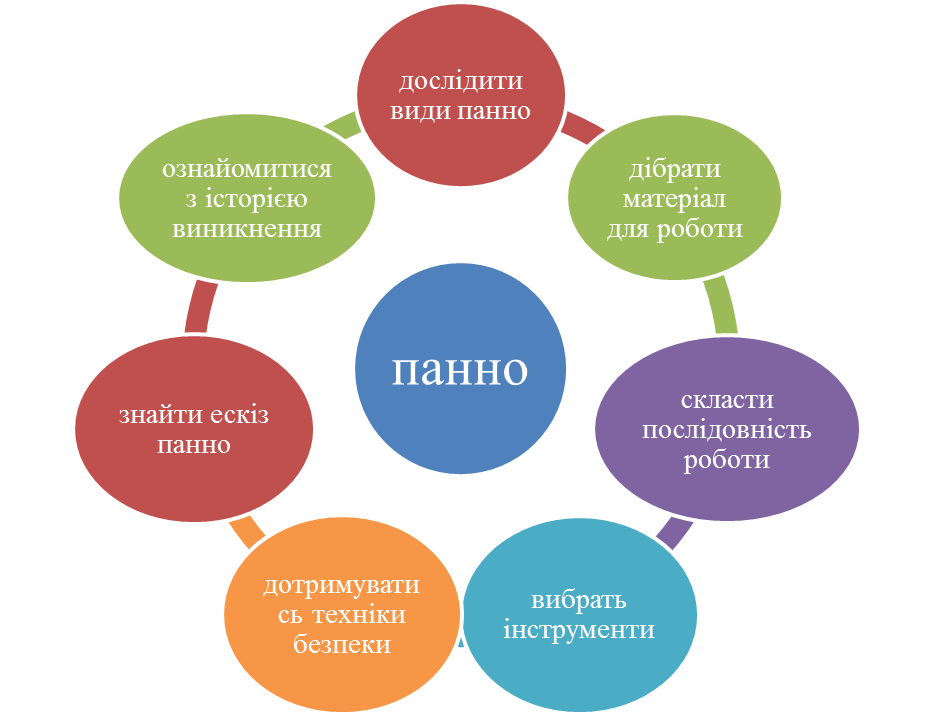 дослідити
види панно
дібрати
матеріал
для роботи
скласти
послідовність
роботи
вибрать
інструменти
дотримувати
сь техніки
безпеки
знайти ескіз
панно
ознайомитися
з історією
виникнення
панно